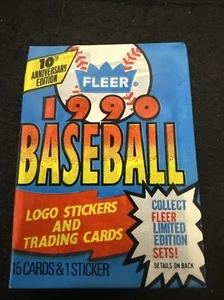 10th
ANNIVERSARY
EDITION
FLEER
1990
BASEBALL
LOGO STICKERS
AND
TRADING CARDS
COLLECT
FLEER
LIMITED
EDITION
SETS!
DETAILS ON BACK
15 CARDS & 1 STICKER